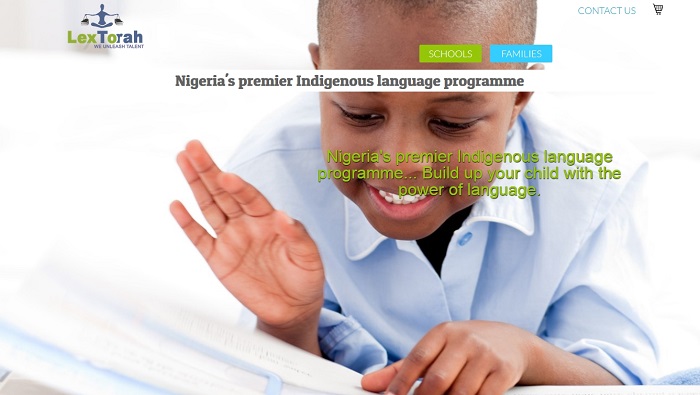 CONTACT US
LexTorah
WE UNLEASH TALENT
SCHOOLS
FAMILIES
Nigeria's premier Indigenous language programme
Nigeria's premier Indigenous language
programme... Build up your child with the
power of language.